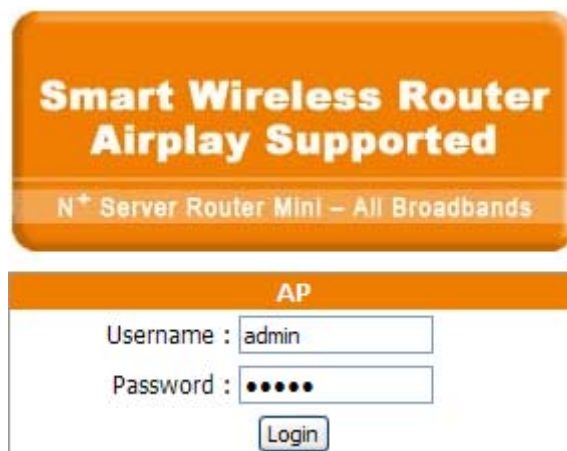 Smart Wireless Router
Airplay Supported
N⁺ Server Router Mini – All Broadbands
AP
Username : admin
Password : •••••
Login